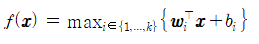 f(𝒙) = max_{i∈{1,…,k}} {𝒘_i^⊤ 𝒙 + b_i}